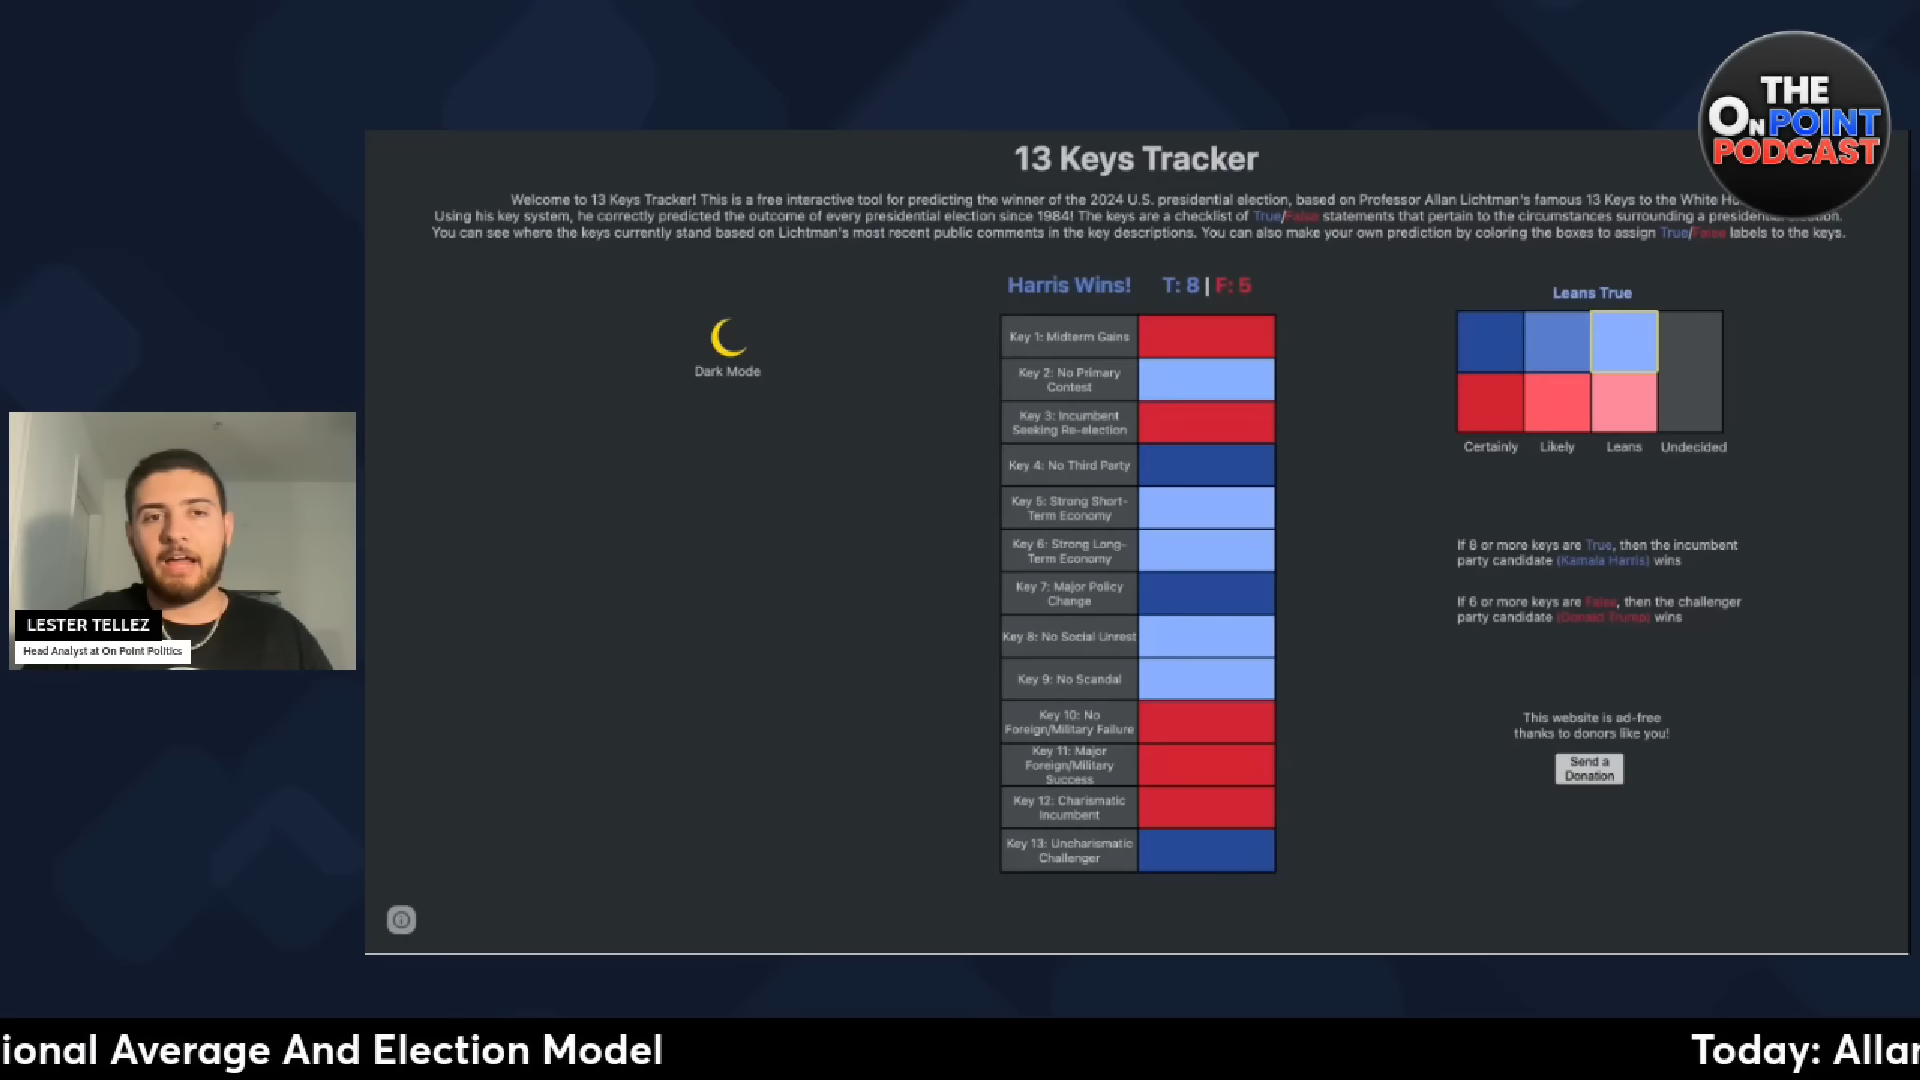 THE
ON POINT
PODCAST
13 Keys Tracker
Welcome to 13 Keys Tracker! This is a free interactive tool for predicting the winner of the 2024 U.S. presidential election, based on Professor Allan Lichtman's famous 13 Keys to the White
Using his key system, he correctly predicted the outcome of every presidential election since 1984! The keys are a checklist of True/False statements that pertain to the circumstances surrounding a presidential election.
You can see where the keys currently stand based on Lichtman's most recent public comments in the key descriptions. You can also make your own prediction by coloring the boxes to assign True/False labels to the keys.
Harris Wins! T: 8 | F: 5
Dark Mode
Key 1: Midterm Gains
Key 2: No Primary
Contest
Key 3: Incumbent
Seeking Re-election
Key 4: No Third Party
Key 5: Strong Short-
Term Economy
Key 6: Strong Long-
Term Economy
Key 7: Major Policy
Change
Key 8: No Social Unrest
Key 9: No Scandal
Key 10: No
Foreign/Military Failure
Key 11: Major
Foreign/Military
Success
Key 12: Charismatic
Incumbent
Key 13: Uncharismatic
Challenger
Leans True
Certainly Likely Leans Undecided
If 8 or more keys are True, then the incumbent
party candidate (Kamala Harris) wins
If 6 or more keys are False, then the challenger
party candidate (Donald Trump) wins
This website is ad-free
thanks to donors like you!
Send a
Donation
LESTER TELLEZ
Head Analyst at On Point Politics
ional Average And Election Model
Today: Allan